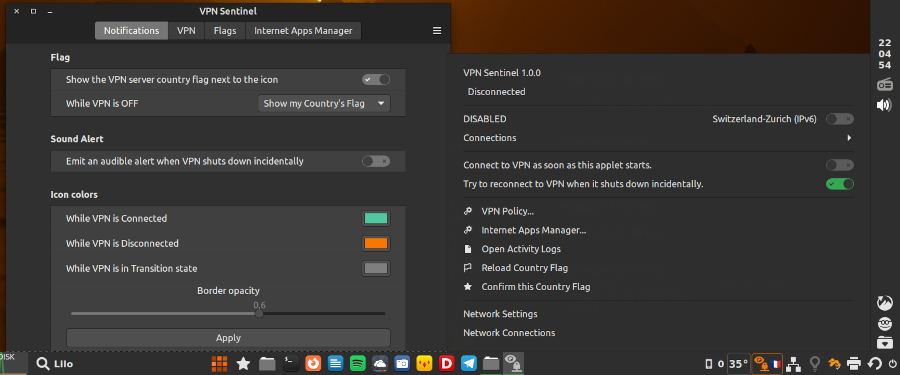 VPN Sentinel
Notifications VPN Flags Internet Apps Manager
Flag
Show the VPN server country flag next to the icon
While VPN is OFF Show my Country's Flag
Sound Alert
Emit an audible alert when VPN shuts down incidentally
Icon colors
While VPN is Connected
While VPN is Disconnected
While VPN is in Transition state
Border opacity
0,6
Apply
VPN Sentinel 1.0.0
Disconnected
DISABLED Switzerland-Zurich (IPv6)
Connections
Connect to VPN as soon as this applet starts.
Try to reconnect to VPN when it shuts down incidentally.
VPN Policy...
Internet Apps Manager...
Open Activity Logs
Reload Country Flag
Confirm this Country Flag
Network Settings
Network Connections
22
04
54
DISK
Lilo
D
0 35°